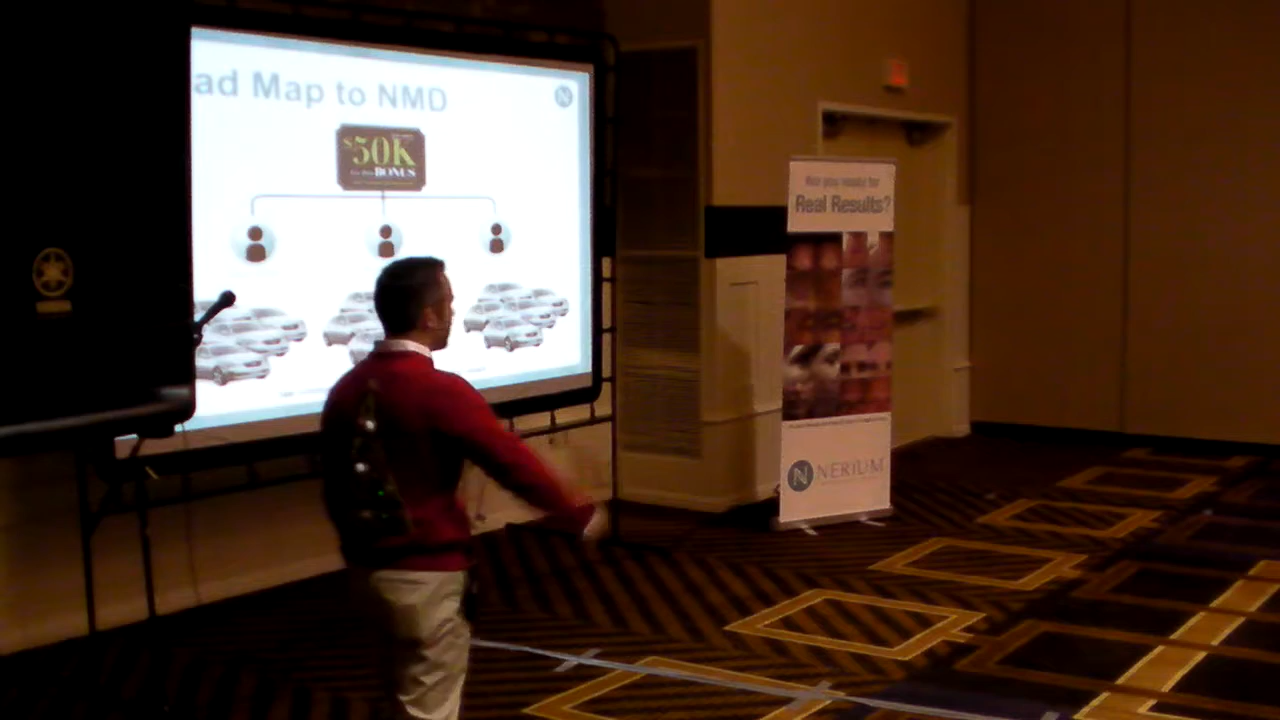 ad Map to NMD
N
$50K
BONUS
Are you ready for
Real Results?
N NERIUM